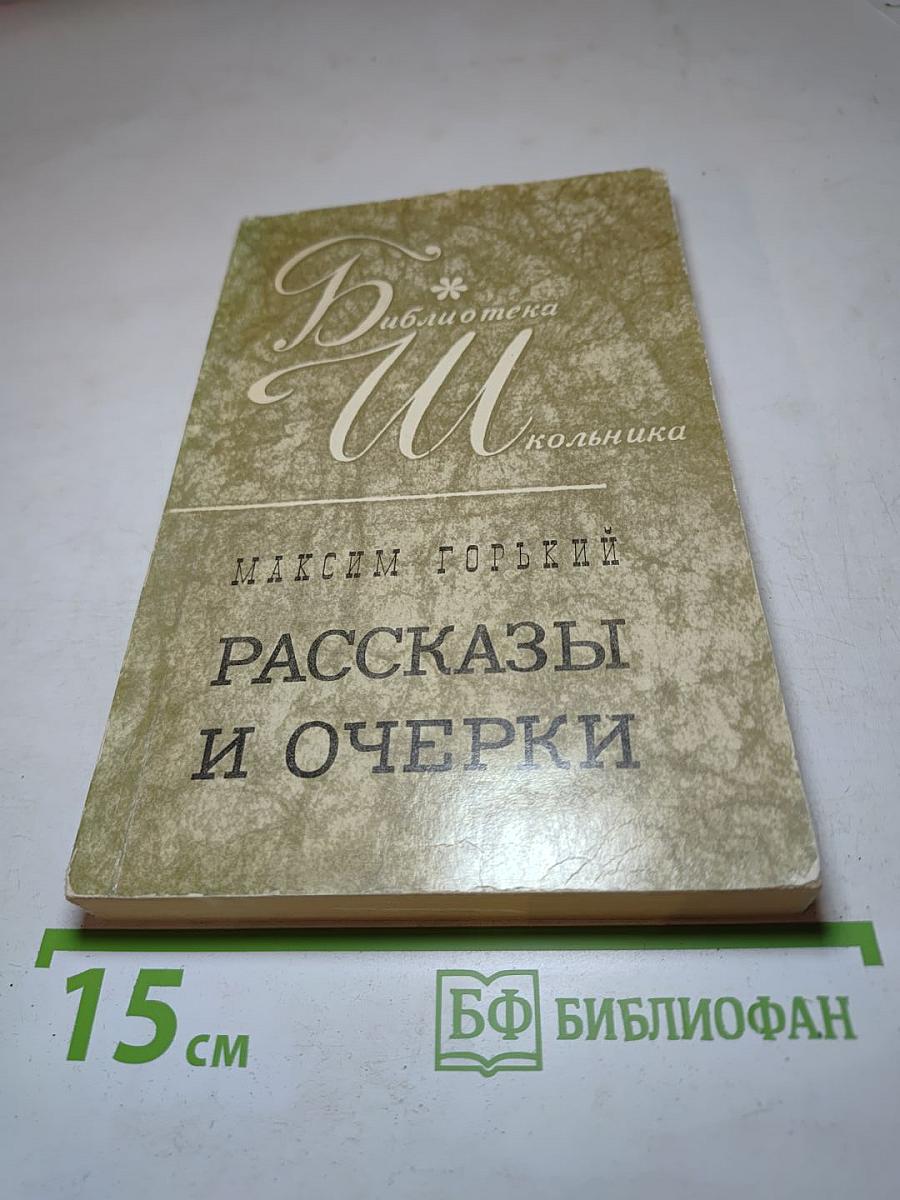 Библиотека
Школьника
МАКСИМ ГОРЬКИЙ
РАССКАЗЫ
И ОЧЕРКИ
15 см
БФ БИБЛИОФАН